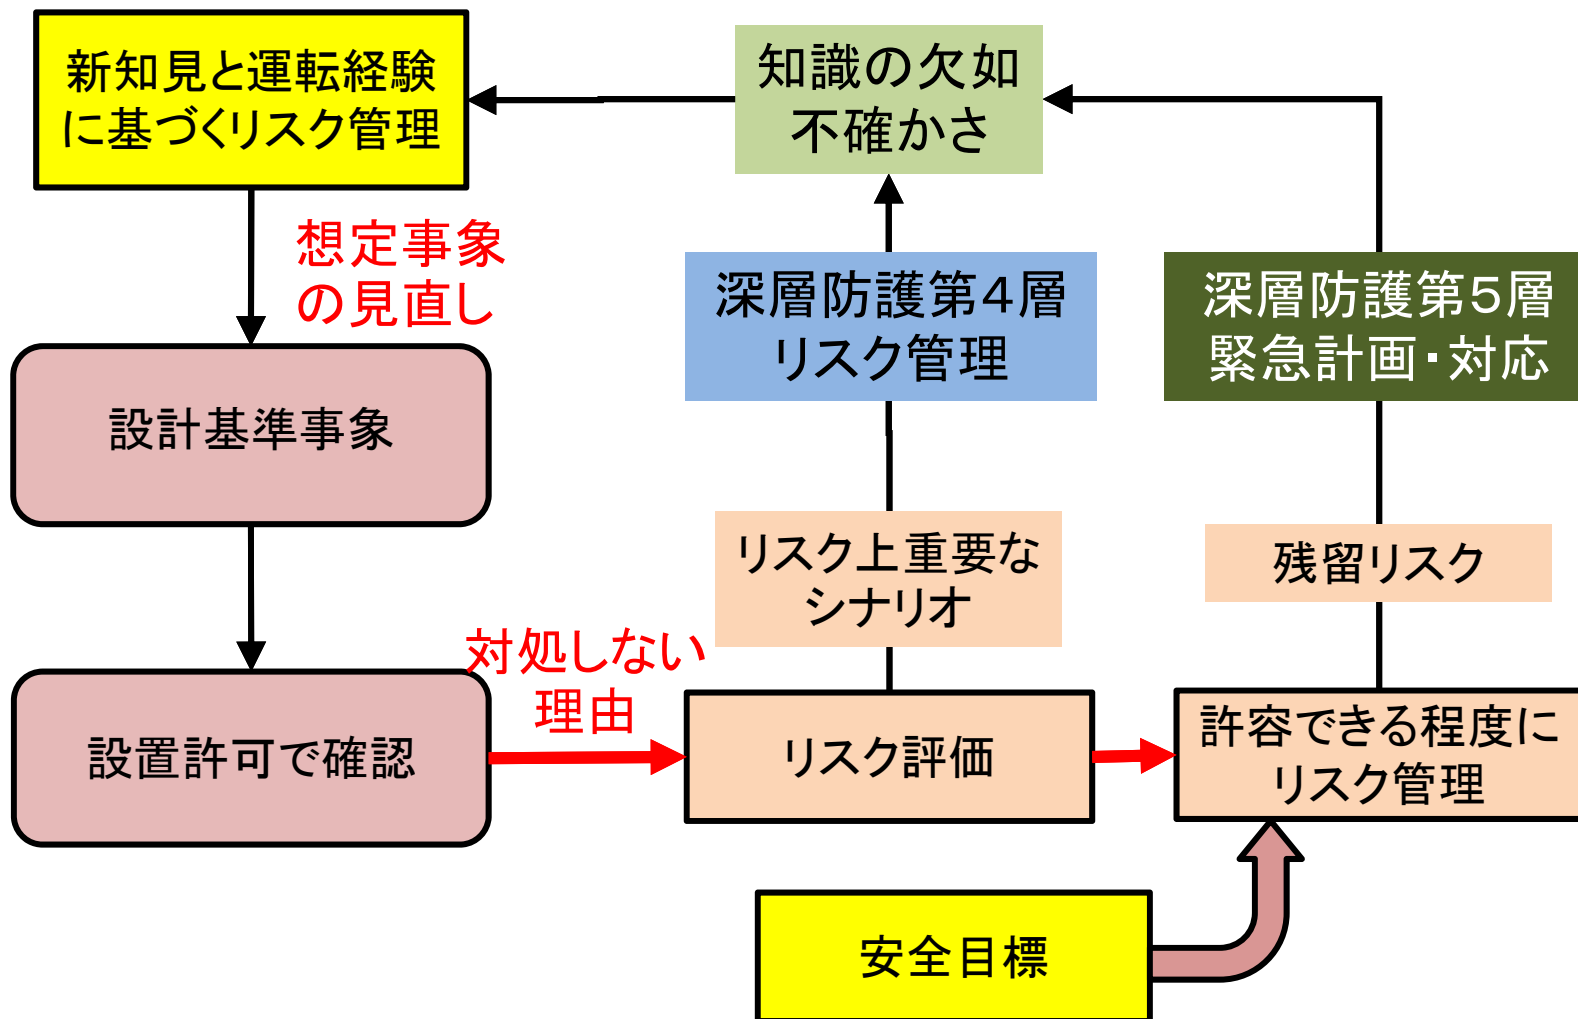 新知見と運転経験
に基づくリスク管理
知識の欠如
不確かさ
想定事象
の見直し
深層防護第4層
リスク管理
深層防護第5層
緊急計画・対応
設計基準事象
リスク上重要な
シナリオ
残留リスク
対処しない
理由
設置許可で確認
リスク評価
許容できる程度に
リスク管理
安全目標